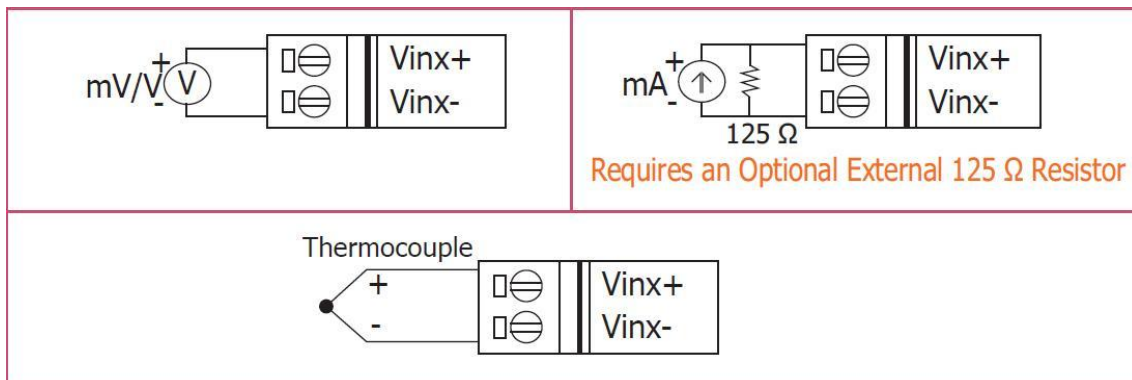 mV/V
+
-
V
Vinx+
Vinx-
mA
+
-
125 Ω
Vinx+
Vinx-
Requires an Optional External 125 Ω Resistor
Thermocouple
+
-
Vinx+
Vinx-